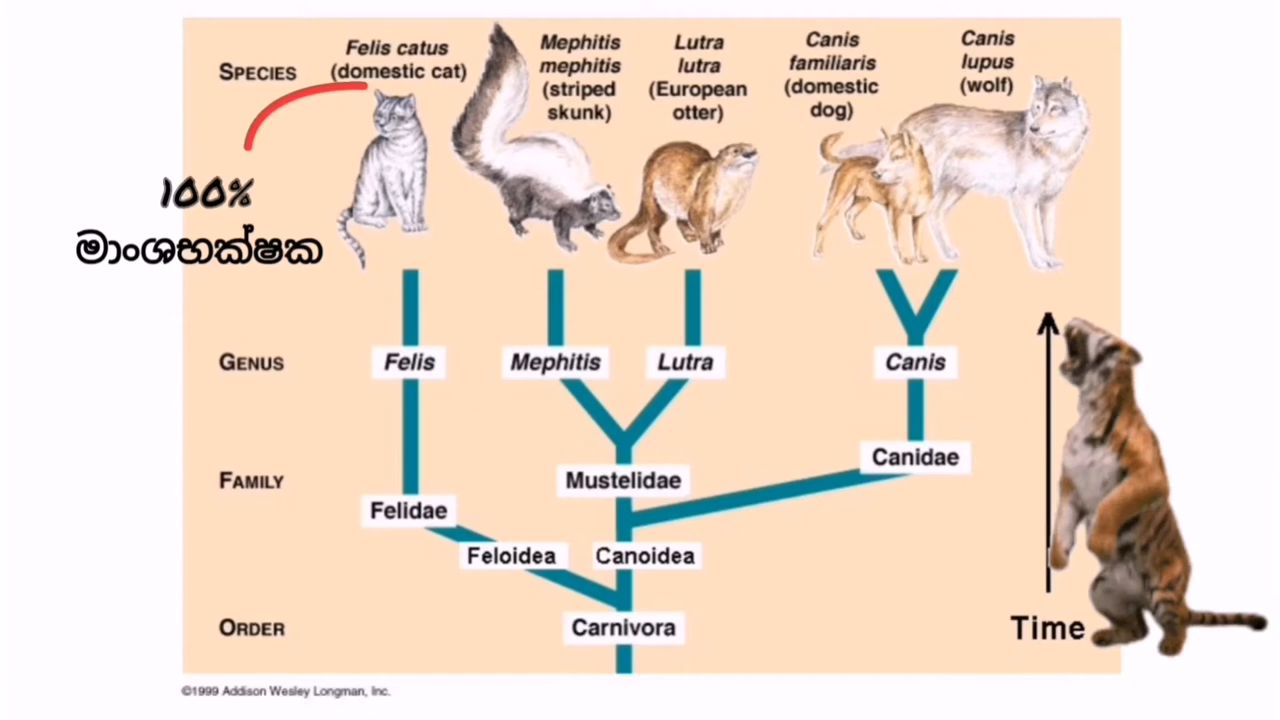 SPECIES
Felis catus
(domestic cat)
Mephitis
mephitis
(striped
skunk)
Lutra
lutra
(European
otter)
Canis
familiaris
(domestic
dog)
Canis
lupus
(wolf)
100%
මාංශභක්ෂක
GENUS
Felis
Mephitis
Lutra
Canis
FAMILY
Felidae
Mustelidae
Canidae
Feloidea
Canoidea
ORDER
Carnivora
Time
©1999 Addison Wesley Longman, Inc.